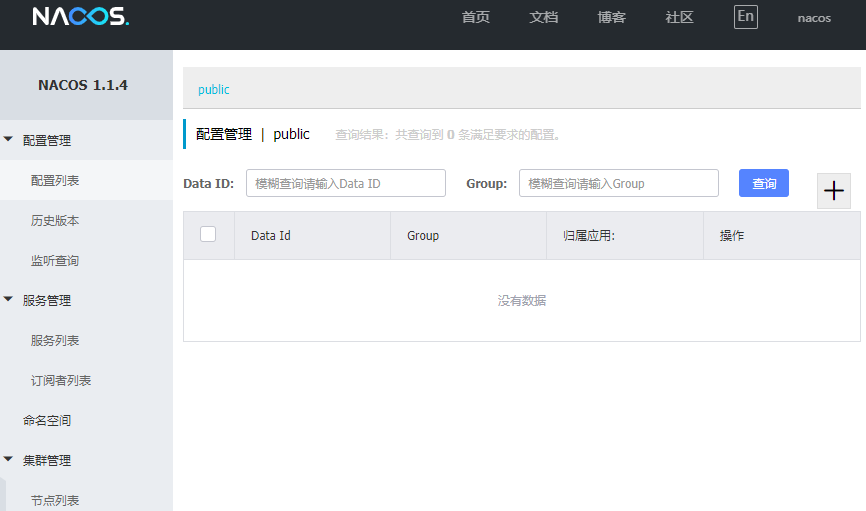 NACOS.
首页 文档 博客 社区 En nacos
NACOS 1.1.4
配置管理
配置列表
历史版本
监听查询
服务管理
服务列表
订阅者列表
命名空间
集群管理
节点列表
public
配置管理 | public 查询结果：共查询到 0 条满足要求的配置。
Data ID: 模糊查询请输入Data ID Group: 模糊查询请输入Group 查询
Data Id Group 归属应用: 操作
没有数据